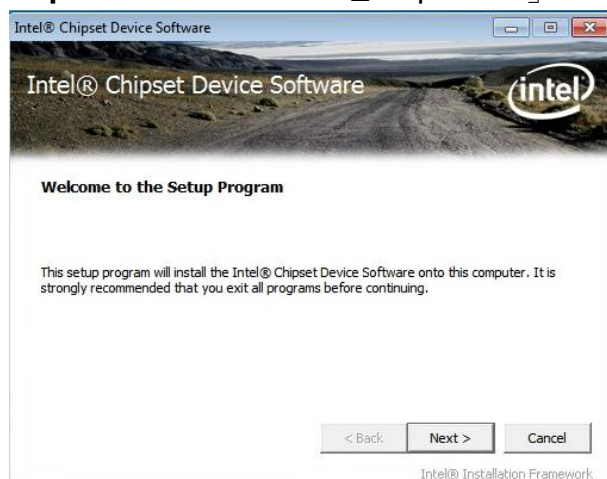 Intel® Chipset Device Software
Intel® Chipset Device Software
intel
Welcome to the Setup Program
This setup program will install the Intel® Chipset Device Software onto this computer. It is
strongly recommended that you exit all programs before continuing.
< Back Next > Cancel
Intel® Installation Framework